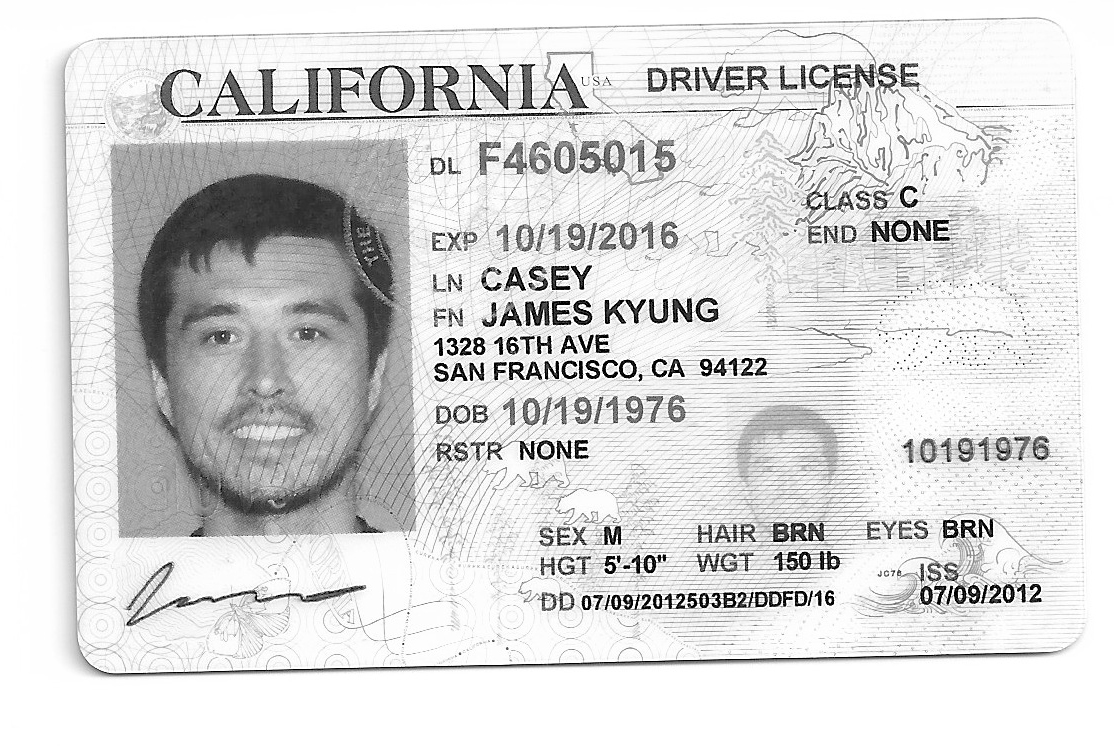 CALIFORNIA USA DRIVER LICENSE
DL F4605015
CLASS C
EXP 10/19/2016
END NONE
LN CASEY
FN JAMES KYUNG
1328 16TH AVE
SAN FRANCISCO, CA 94122
DOB 10/19/1976
RSTR NONE
10191976
SEX M HAIR BRN EYES BRN
HGT 5'-10" WGT 150 lb
JC76 ISS
DD 07/09/2012503B2/DDFD/16 07/09/2012
THE